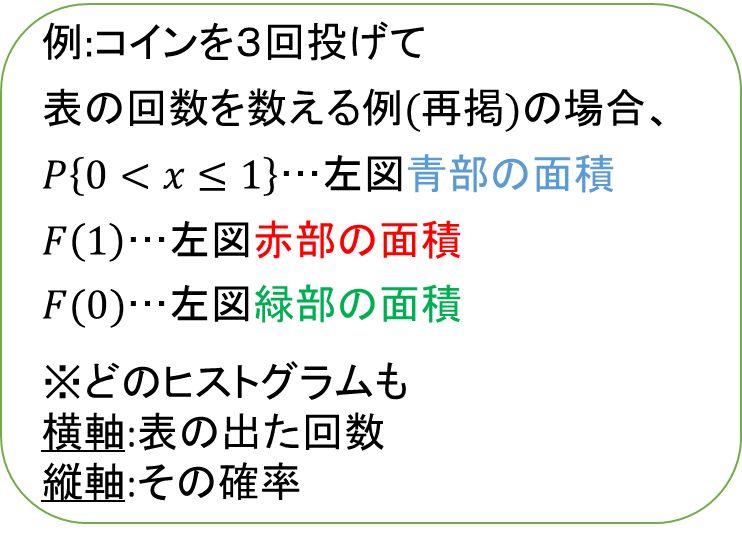 例:コインを３回投げて
表の回数を数える例(再掲)の場合、
P{0 < x ≤ 1}…左図青部の面積
F(1)…左図赤部の面積
F(0)…左図緑部の面積
※どのヒストグラムも
横軸:表の出た回数
縦軸:その確率